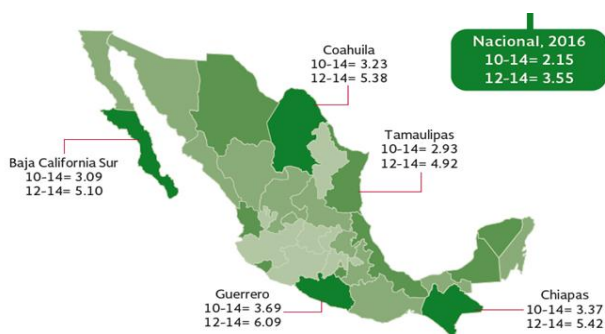 Nacional, 2016
10-14= 2.15
12-14= 3.55
Coahuila
10-14= 3.23
12-14= 5.38
Tamaulipas
10-14= 2.93
12-14= 4.92
Baja California Sur
10-14= 3.09
12-14= 5.10
Guerrero
10-14= 3.69
12-14= 6.09
Chiapas
10-14= 3.37
12-14= 5.42